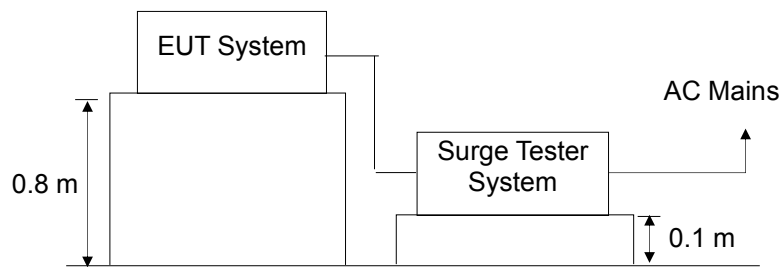 EUT System
AC Mains
Surge Tester
System
0.8 m
0.1 m